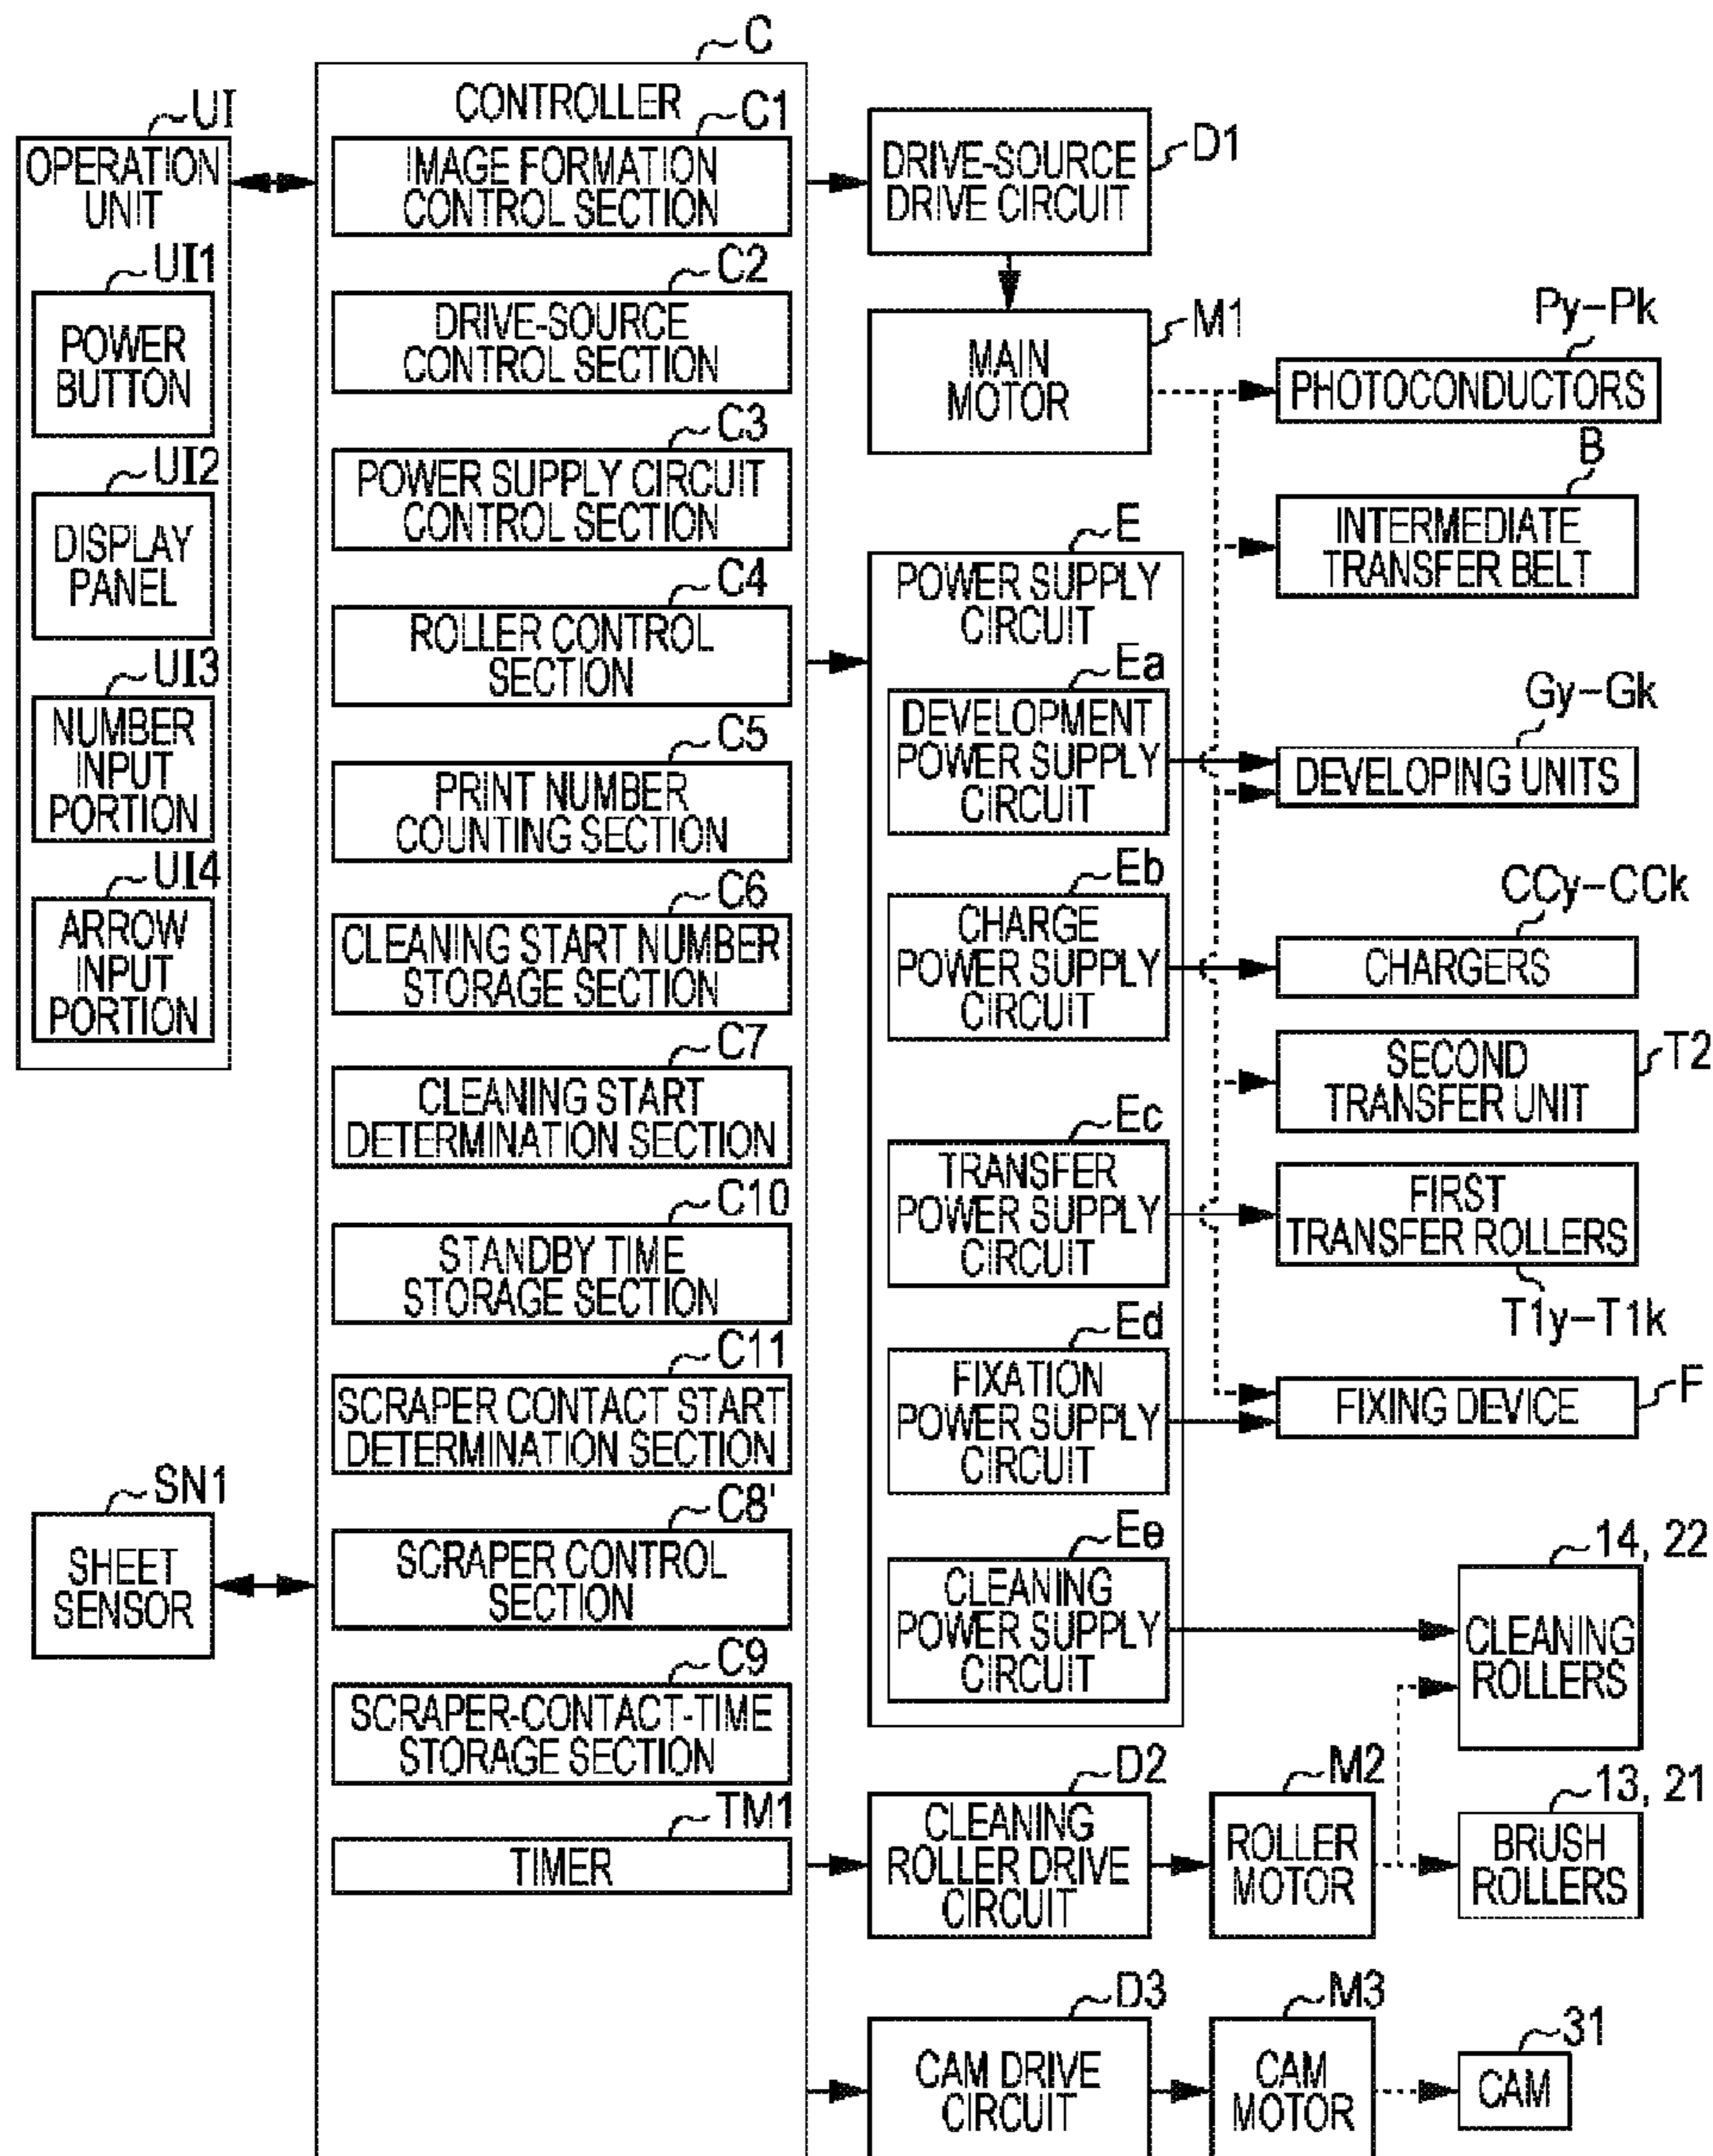 UI
OPERATION
UNIT
UI1
POWER
BUTTON
UI2
DISPLAY
PANEL
UI3
NUMBER
INPUT
PORTION
UI4
ARROW
INPUT
PORTION
SN1
SHEET
SENSOR
C
CONTROLLER
C1
IMAGE FORMATION
CONTROL SECTION
C2
DRIVE-SOURCE
CONTROL SECTION
C3
POWER SUPPLY CIRCUIT
CONTROL SECTION
C4
ROLLER CONTROL
SECTION
C5
PRINT NUMBER
COUNTING SECTION
C6
CLEANING START NUMBER
STORAGE SECTION
C7
CLEANING START
DETERMINATION SECTION
C10
STANDBY TIME
STORAGE SECTION
C11
SCRAPER CONTACT START
DETERMINATION SECTION
C8'
SCRAPER CONTROL
SECTION
C9
SCRAPER-CONTACT-TIME
STORAGE SECTION
TM1
TIMER
D1
DRIVE-SOURCE
DRIVE CIRCUIT
M1
MAIN
MOTOR
E
POWER SUPPLY
CIRCUIT
Ea
DEVELOPMENT
POWER SUPPLY
CIRCUIT
Eb
CHARGE
POWER SUPPLY
CIRCUIT
Ec
TRANSFER
POWER SUPPLY
CIRCUIT
Ed
FIXATION
POWER SUPPLY
CIRCUIT
Ee
CLEANING
POWER SUPPLY
CIRCUIT
Py-Pk
PHOTOCONDUCTORS
B
INTERMEDIATE
TRANSFER BELT
Gy-Gk
DEVELOPING UNITS
CCy-CCk
CHARGERS
SECOND
TRANSFER UNIT
T2
FIRST
TRANSFER ROLLERS
T1y-T1k
FIXING DEVICE
F
14, 22
CLEANING
ROLLERS
13, 21
BRUSH
ROLLERS
D2
CLEANING
ROLLER DRIVE
CIRCUIT
M2
ROLLER
MOTOR
D3
CAM DRIVE
CIRCUIT
M3
CAM
MOTOR
31
CAM